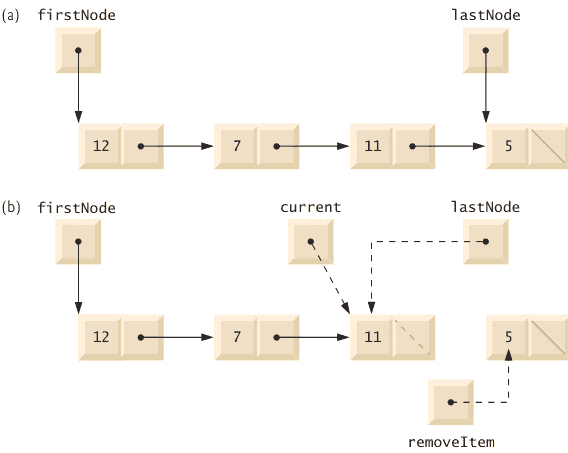 (a) firstNode lastNode
12 7 11 5
(b) firstNode current lastNode
12 7 11 5
removeItem